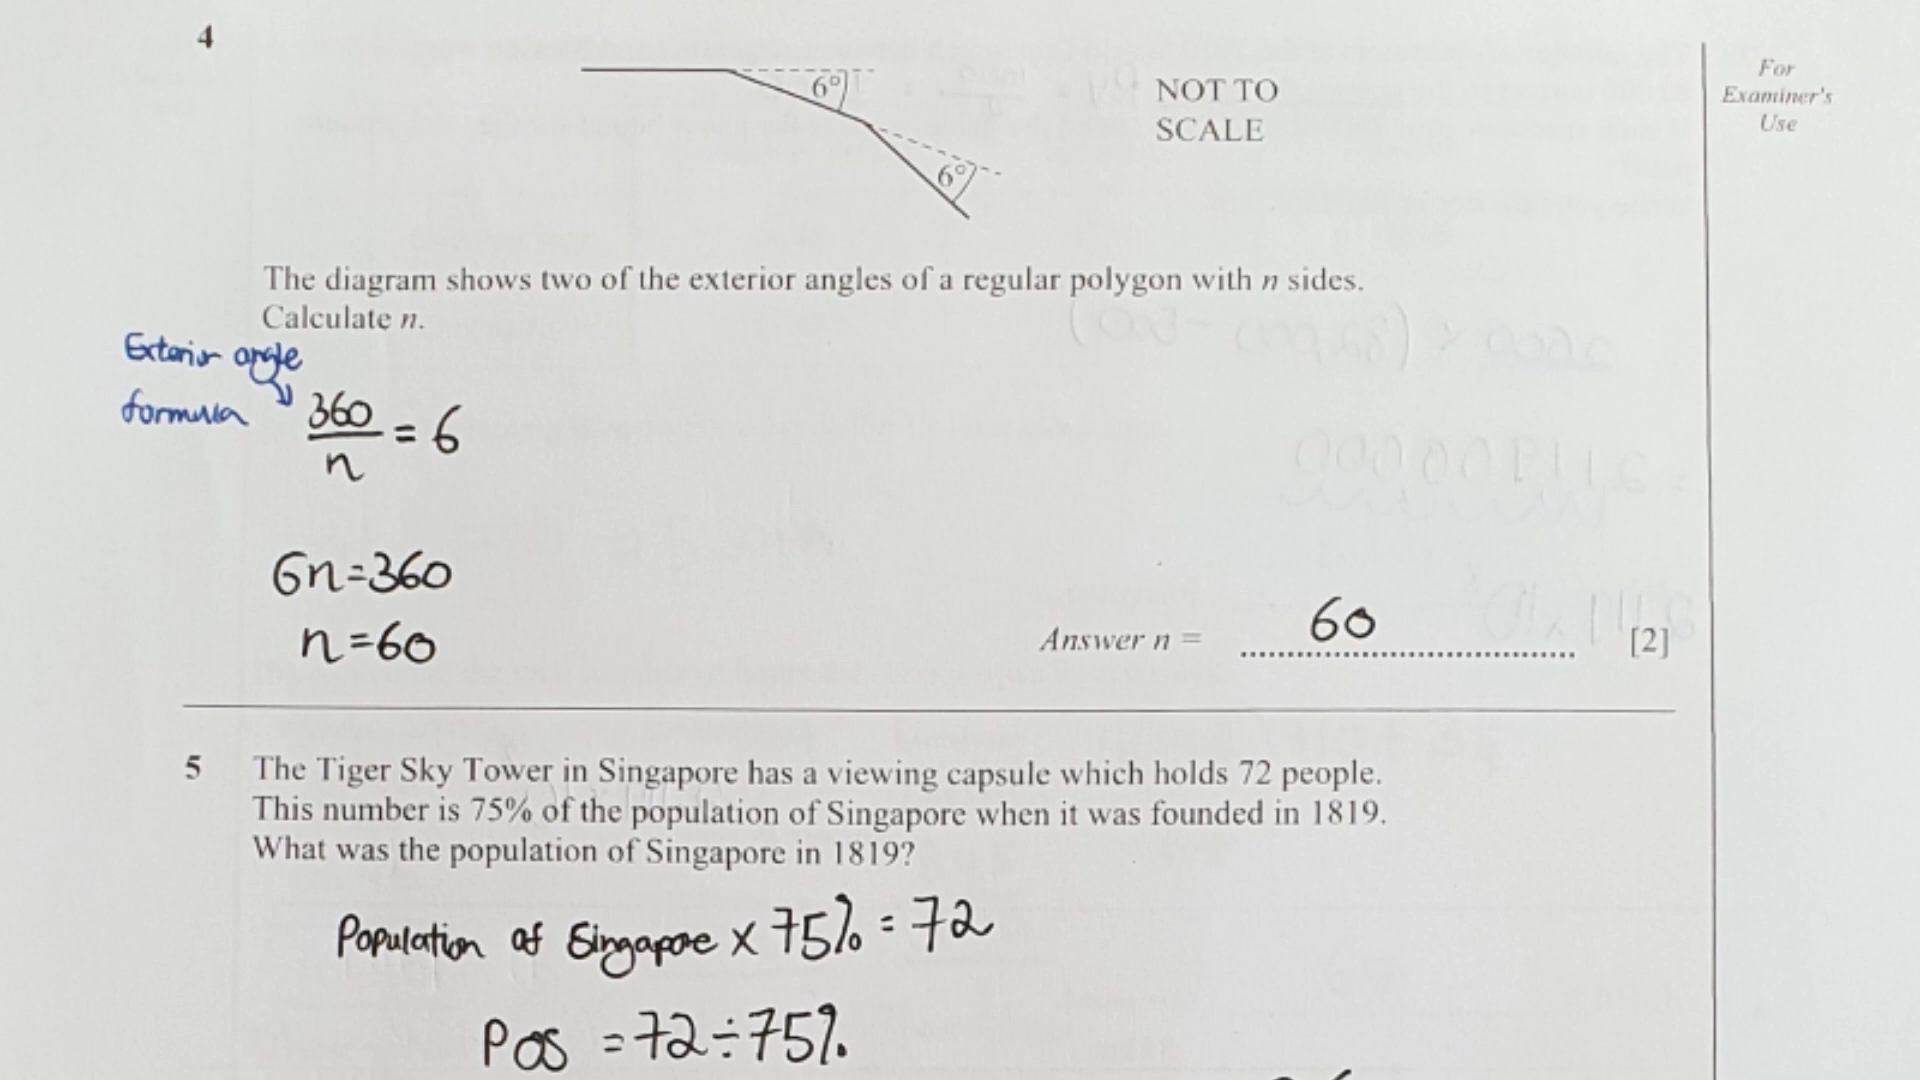 4
For
Examiner's
Use
6°
6°
NOT TO
SCALE
The diagram shows two of the exterior angles of a regular polygon with n sides.
Calculate n.
Exterior angle
formula
360/n = 6
6n=360
n=60
Answer n = 60 [2]
5 The Tiger Sky Tower in Singapore has a viewing capsule which holds 72 people.
This number is 75% of the population of Singapore when it was founded in 1819.
What was the population of Singapore in 1819?
Population of Singapore x 75% = 72
POS = 72÷75%